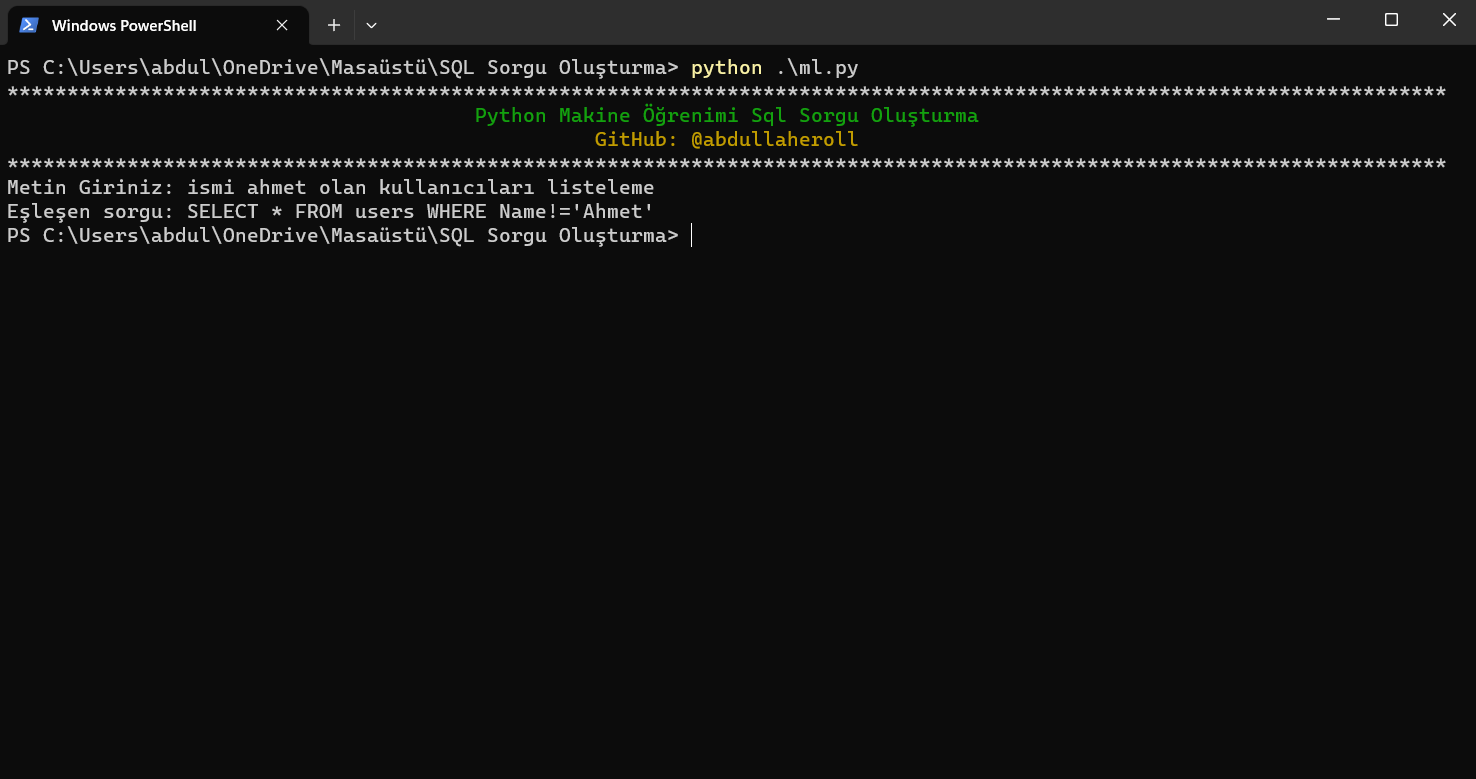 Windows PowerShell
PS C:\Users\abdul\OneDrive\Masaüstü\SQL Sorgu Oluşturma> python .\ml.py
************************************************************************************************************************
Python Makine Öğrenimi Sql Sorgu Oluşturma
GitHub: @abdullaheroll
************************************************************************************************************************
Metin Giriniz: ismi ahmet olan kullanıcıları listeleme
Eşleşen sorgu: SELECT * FROM users WHERE Name!='Ahmet'
PS C:\Users\abdul\OneDrive\Masaüstü\SQL Sorgu Oluşturma>